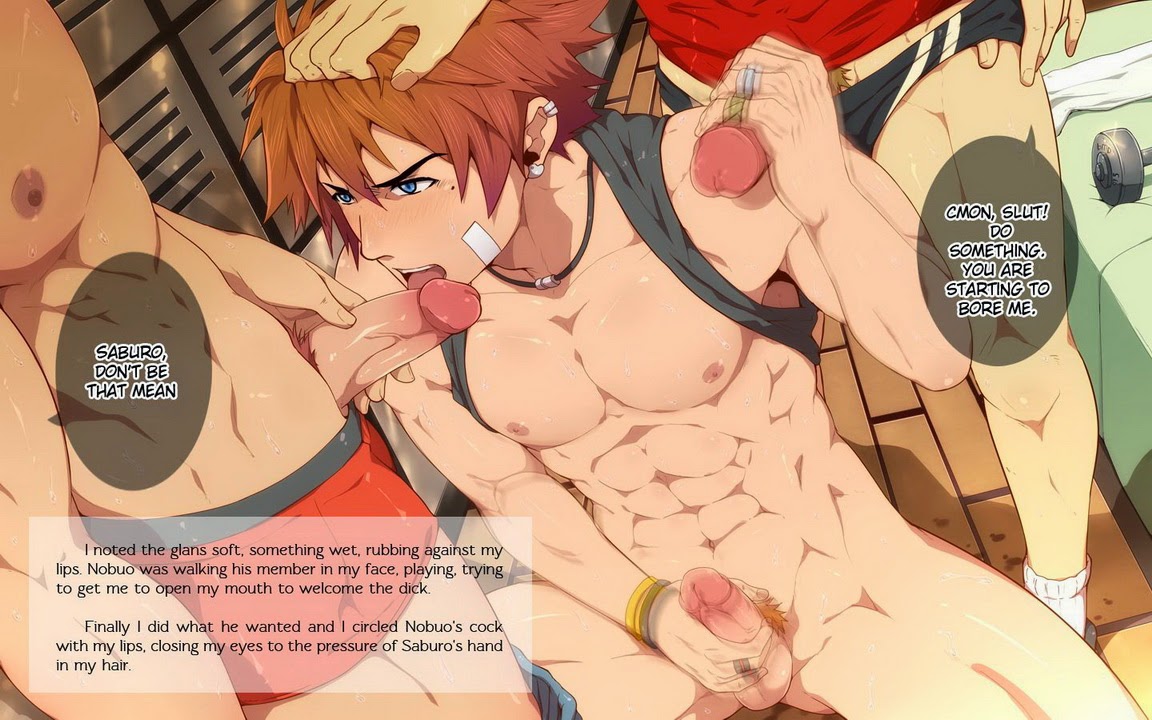 CMON, SLUT!
DO
SOMETHING.
YOU ARE
STARTING TO
BORE ME.
SABURO,
DON'T BE
THAT MEAN
I noted the glans soft, something wet, rubbing against my
lips. Nobuo was walking his member in my face, playing, trying
to get me to open my mouth to welcome the dick.
Finally I did what he wanted and I circled Nobuo's cock
with my lips, closing my eyes to the pressure of Saburo's hand
in my hair.